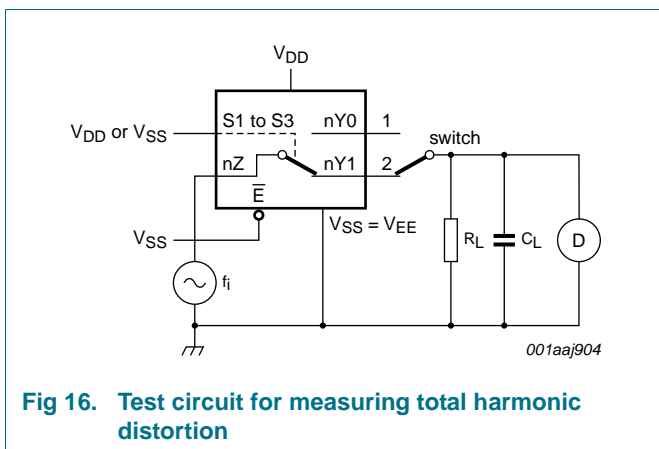 VDD
S1 to S3
nY0
1
VDD or VSS
switch
nZ
nY1
2
E
VSS = VEE
VSS
RL
CL
D
fi
001aaj904
Fig 16. Test circuit for measuring total harmonic
distortion